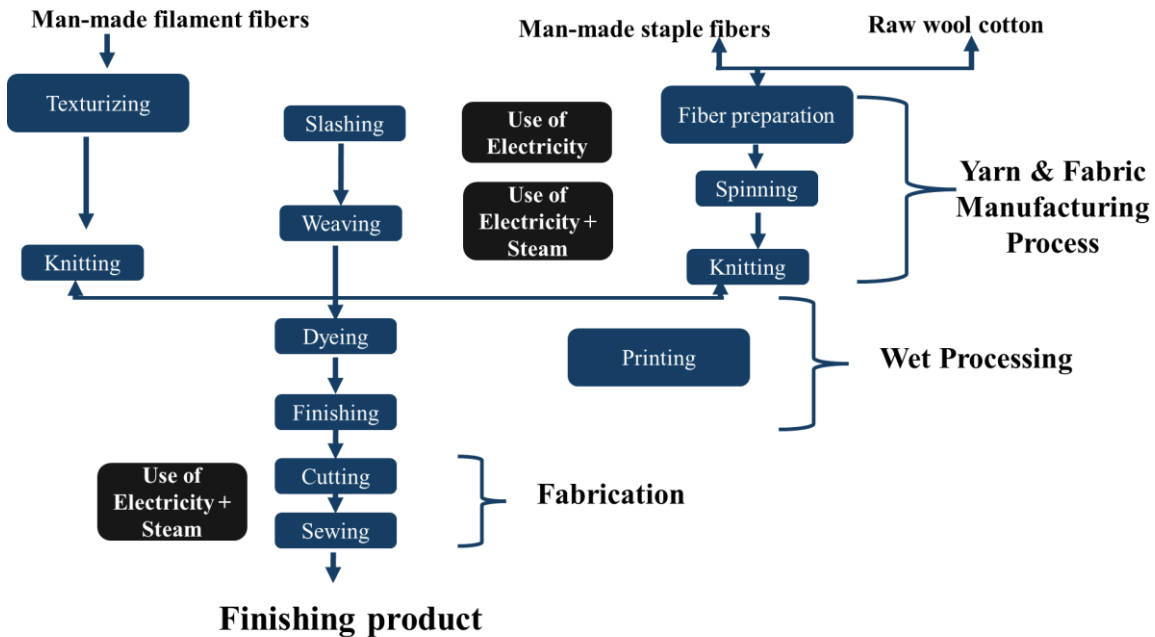 Man-made filament fibers
Man-made staple fibers
Raw wool cotton
Texturizing
Slashing
Use of
Electricity
Fiber preparation
Use of
Electricity +
Steam
Spinning
Yarn & Fabric
Manufacturing
Process
Weaving
Knitting
Knitting
Dyeing
Printing
Wet Processing
Finishing
Use of
Electricity +
Steam
Cutting
Fabrication
Sewing
Finishing product